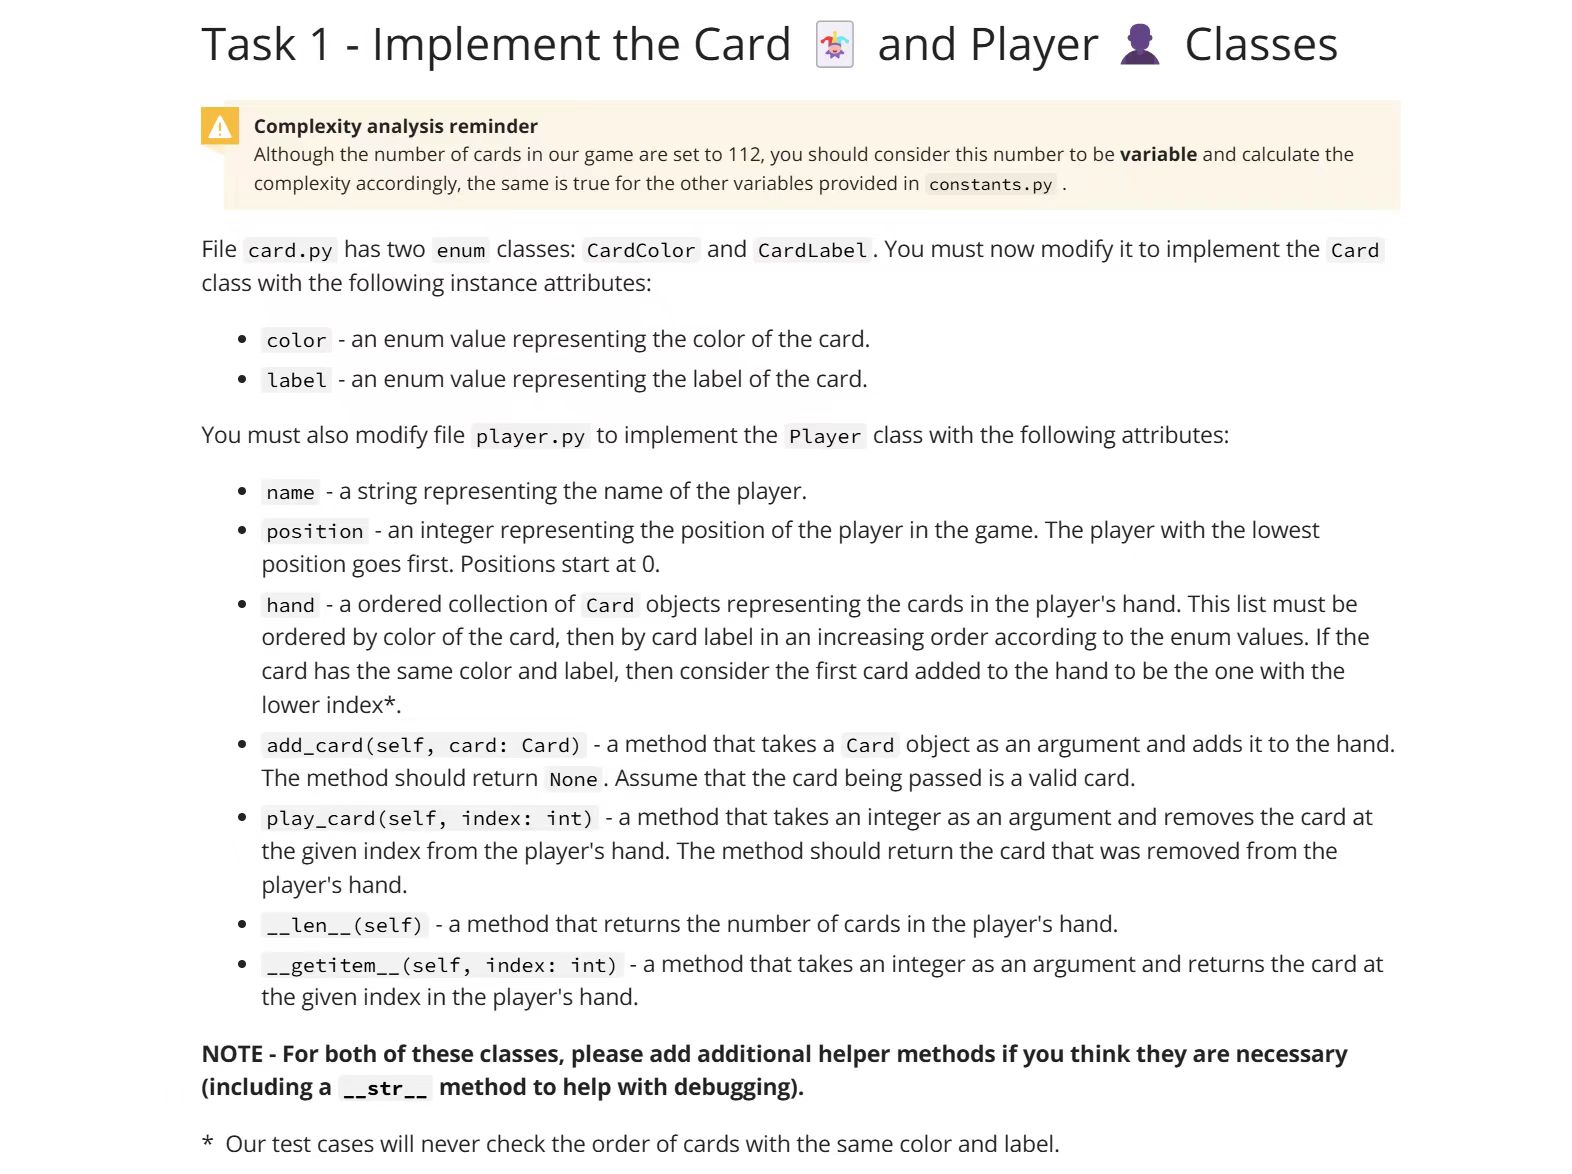 Task 1 - Implement the Card 🃏 and Player 👤 Classes
Complexity analysis reminder
Although the number of cards in our game are set to 112, you should consider this number to be variable and calculate the
complexity accordingly, the same is true for the other variables provided in constants.py .
File card.py has two enum classes: CardColor and CardLabel. You must now modify it to implement the Card
class with the following instance attributes:
• color - an enum value representing the color of the card.
• label - an enum value representing the label of the card.
You must also modify file player.py to implement the Player class with the following attributes:
• name - a string representing the name of the player.
• position - an integer representing the position of the player in the game. The player with the lowest
position goes first. Positions start at 0.
• hand - a ordered collection of Card objects representing the cards in the player's hand. This list must be
ordered by color of the card, then by card label in an increasing order according to the enum values. If the
card has the same color and label, then consider the first card added to the hand to be the one with the
lower index*.
• add_card(self, card: Card) - a method that takes a Card object as an argument and adds it to the hand.
The method should return None. Assume that the card being passed is a valid card.
• play_card(self, index: int) - a method that takes an integer as an argument and removes the card at
the given index from the player's hand. The method should return the card that was removed from the
player's hand.
• __len__(self) - a method that returns the number of cards in the player's hand.
• __getitem__(self, index: int) - a method that takes an integer as an argument and returns the card at
the given index in the player's hand.
NOTE - For both of these classes, please add additional helper methods if you think they are necessary
(including a __str__ method to help with debugging).
* Our test cases will never check the order of cards with the same color and label.